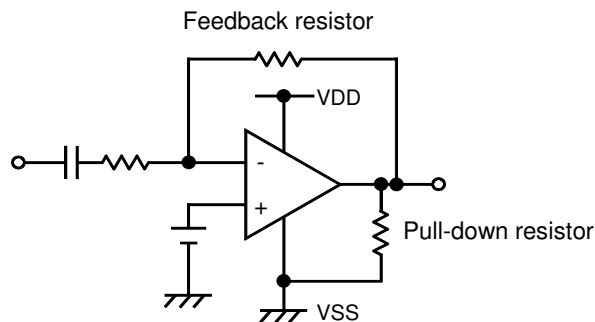 Feedback resistor
VDD
-
+
Pull-down resistor
VSS